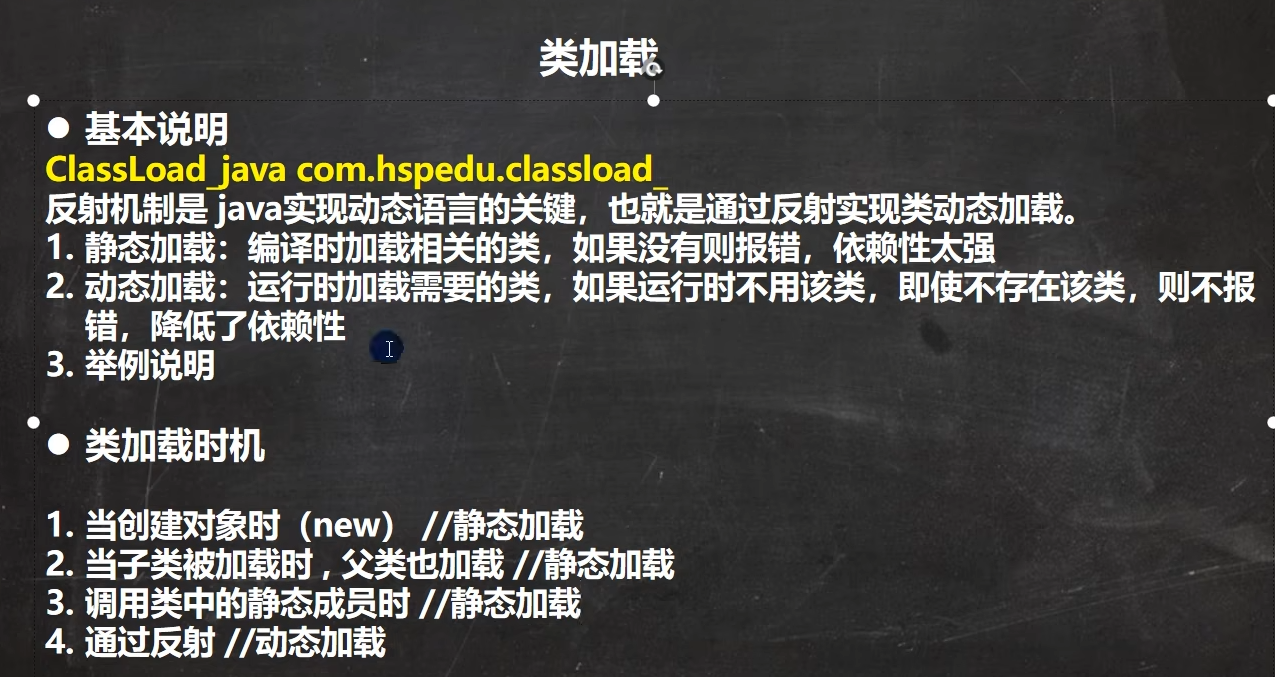 类加载
● 基本说明
ClassLoad_java com.hspedu.classload_
反射机制是 java实现动态语言的关键，也就是通过反射实现类动态加载。
1. 静态加载：编译时加载相关的类，如果没有则报错，依赖性太强
2. 动态加载：运行时加载需要的类，如果运行时不用该类，即使不存在该类，则不报
错，降低了依赖性
3. 举例说明
● 类加载时机
1. 当创建对象时（new） //静态加载
2. 当子类被加载时 , 父类也加载 //静态加载
3. 调用类中的静态成员时 //静态加载
4. 通过反射 //动态加载